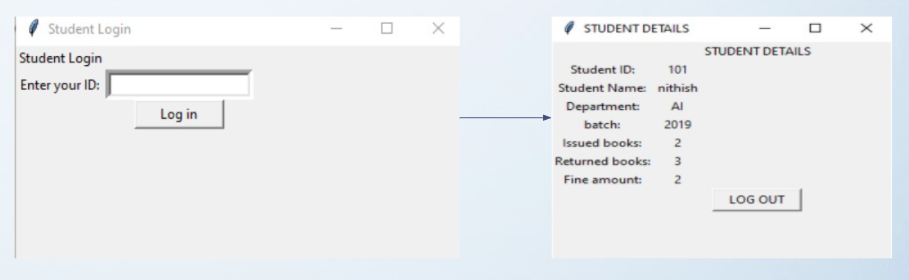 Student Login
Student Login
Enter your ID:
Log in
STUDENT DETAILS
STUDENT DETAILS
Student ID: 101
Student Name: nithish
Department: AI
batch: 2019
Issued books: 2
Returned books: 3
Fine amount: 2
LOG OUT